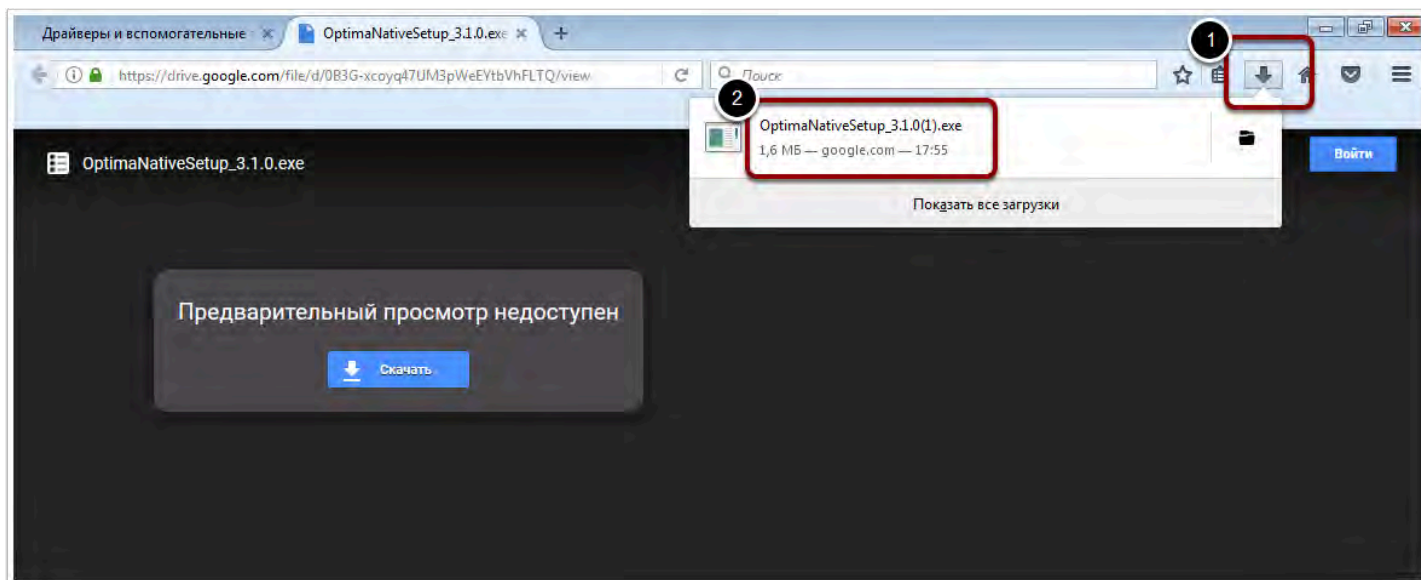 Драйверы и вспомогательные
OptimaNativeSetup_3.1.0.exe
1
https://drive.google.com/file/d/0B3G-xcoyq47UM3pWeEYtbVhFLTQ/view
Поиск
2
OptimaNativeSetup_3.1.0(1).exe
1,6 МБ — google.com — 17:55
OptimaNativeSetup_3.1.0.exe
Войти
Показать все загрузки
Предварительный просмотр недоступен
Скачать